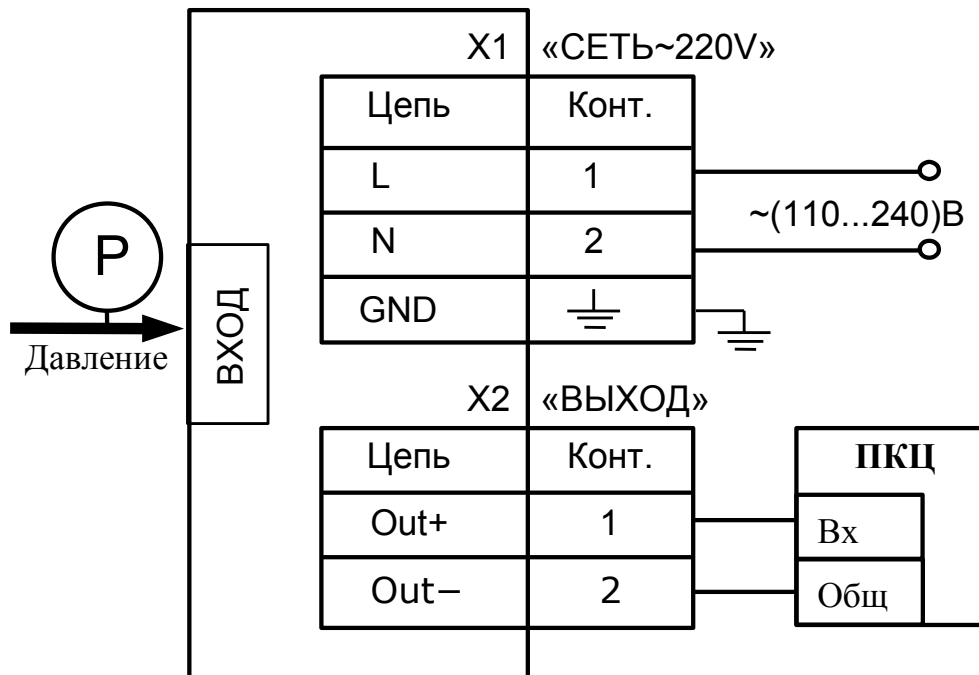 X1 «СЕТЬ~220V»
Цепь Конт.
L 1
N 2
~(110...240)В
GND
P
Давление
ВХОД
X2 «ВЫХОД»
Цепь Конт.
Out+ 1
Out− 2
ПКЦ
Вх
Общ